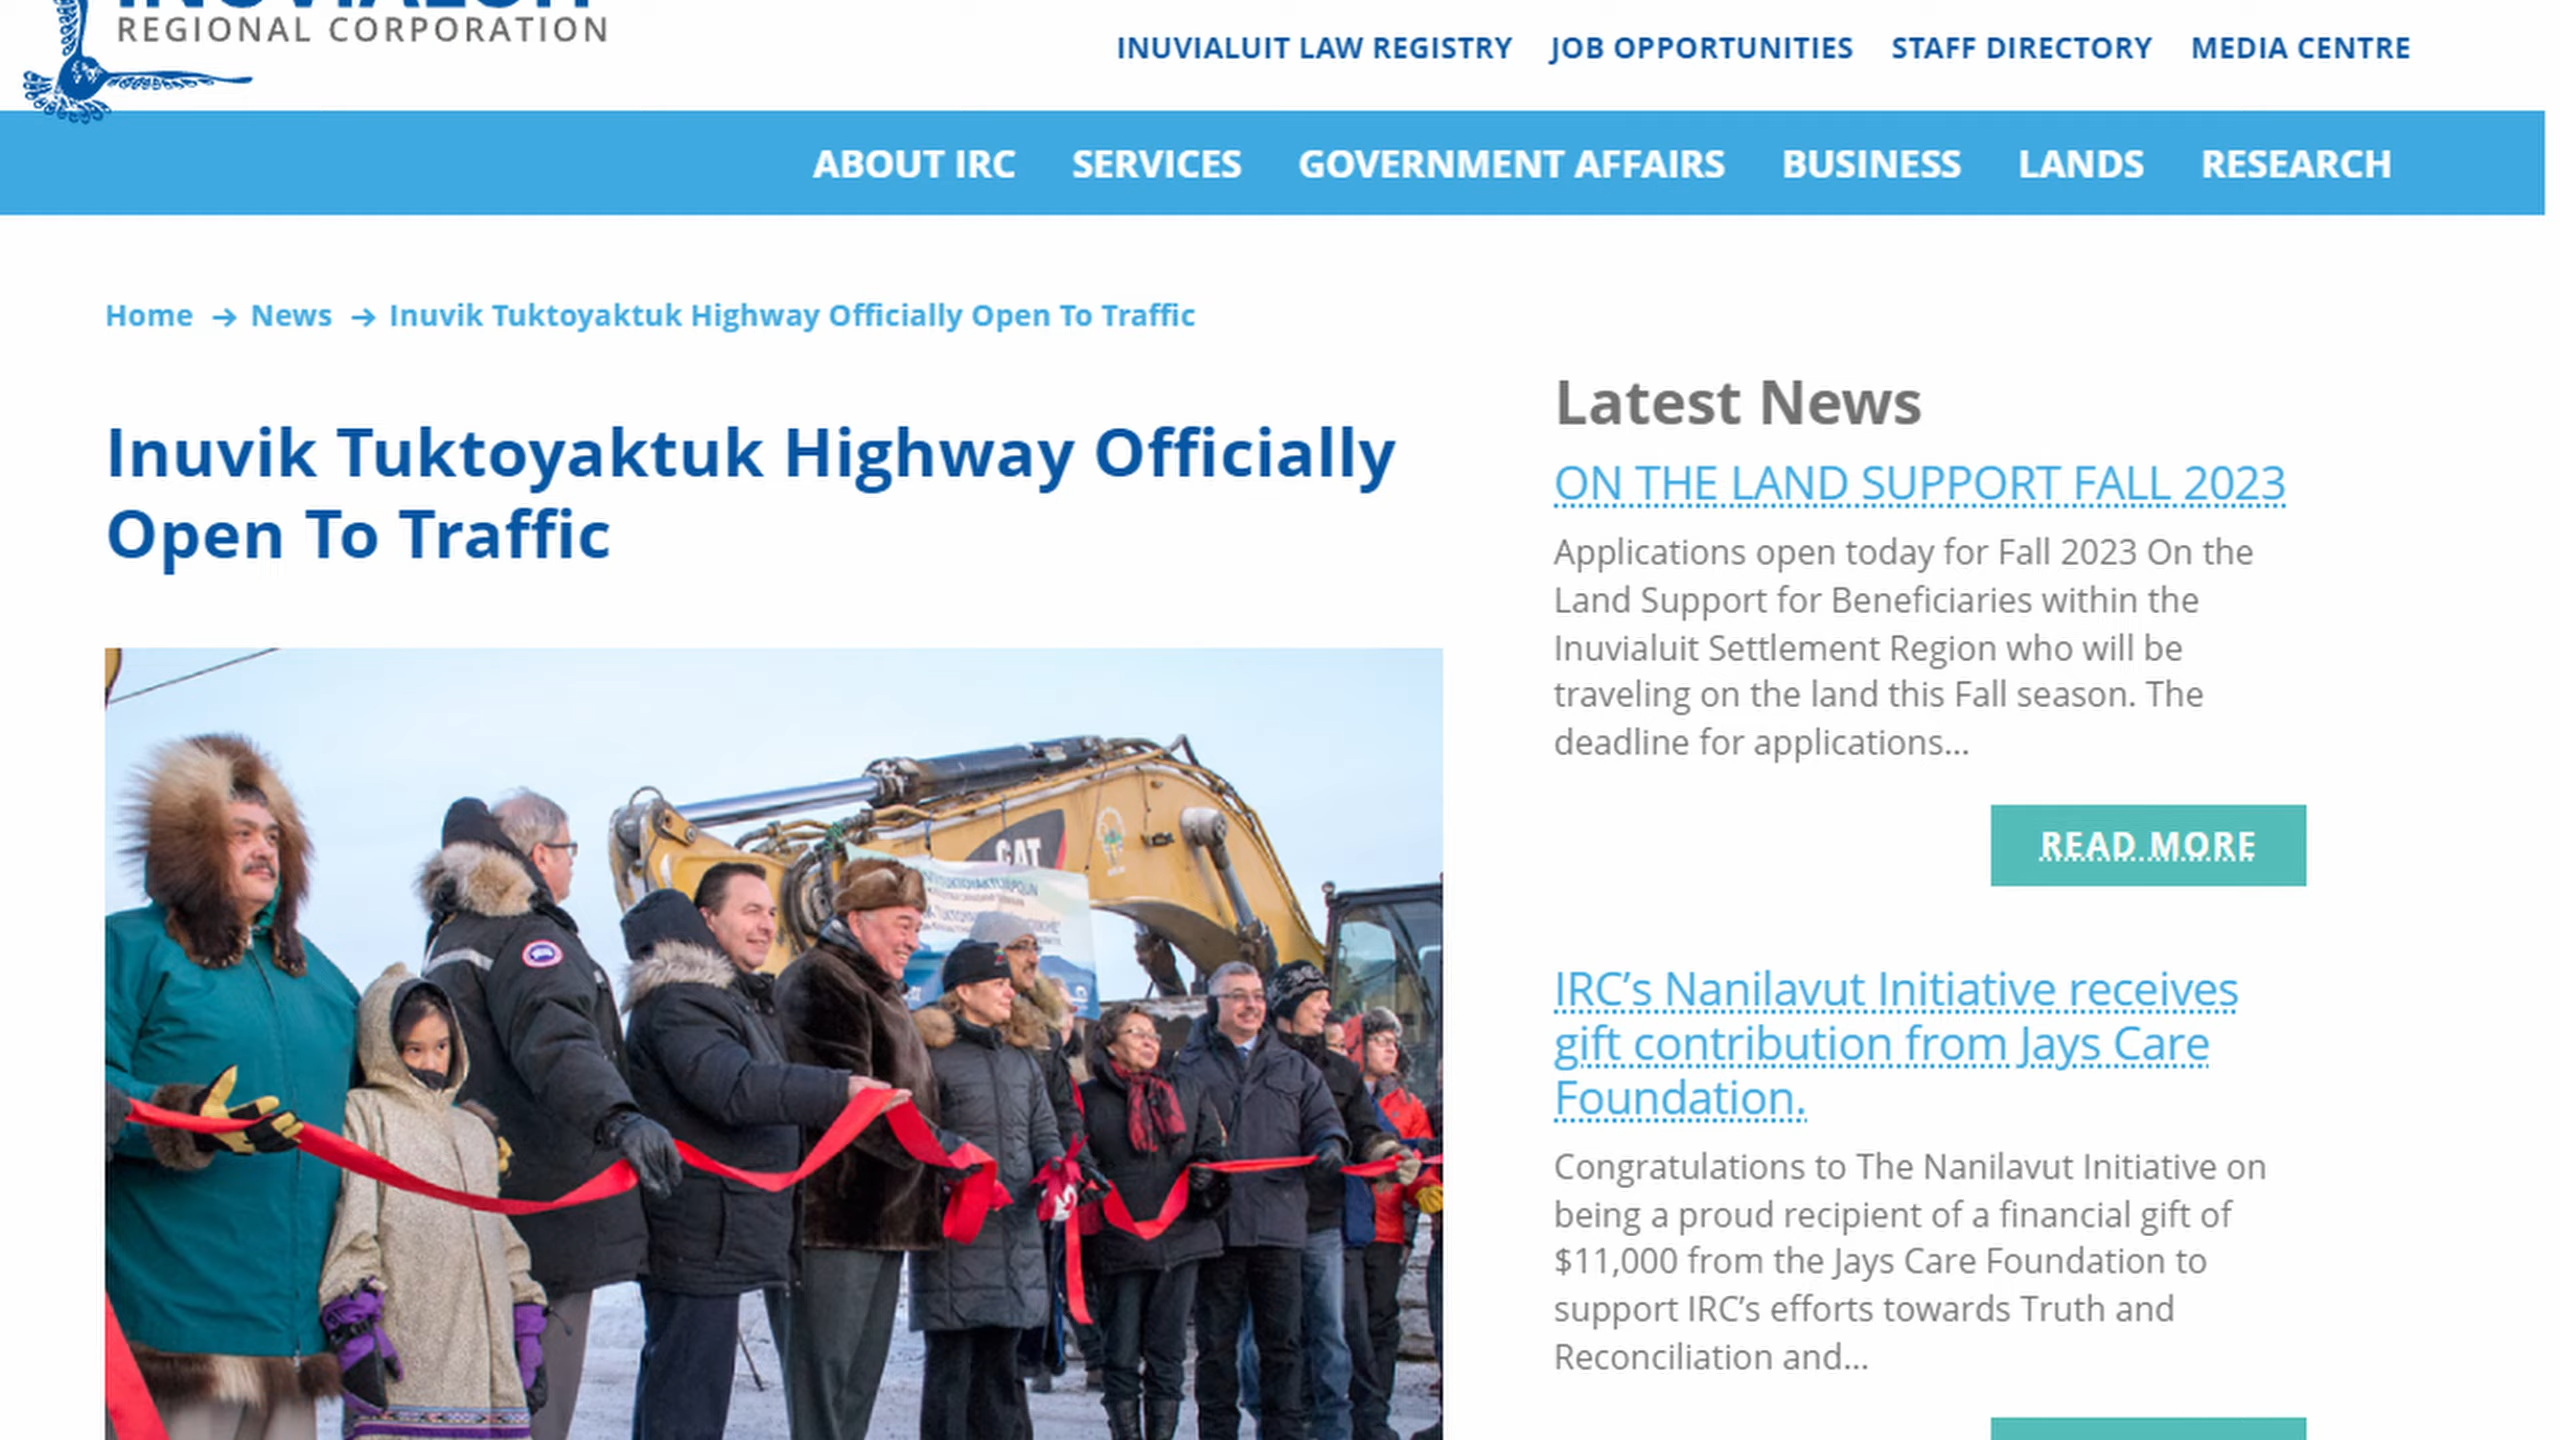 REGIONAL CORPORATION
INUVIALUIT LAW REGISTRY JOB OPPORTUNITIES STAFF DIRECTORY MEDIA CENTRE
ABOUT IRC SERVICES GOVERNMENT AFFAIRS BUSINESS LANDS RESEARCH
Home → News → Inuvik Tuktoyaktuk Highway Officially Open To Traffic
Inuvik Tuktoyaktuk Highway Officially
Open To Traffic
CAT
Latest News
ON THE LAND SUPPORT FALL 2023
Applications open today for Fall 2023 On the
Land Support for Beneficiaries within the
Inuvialuit Settlement Region who will be
traveling on the land this Fall season. The
deadline for applications...
READ MORE
IRC’s Nanilavut Initiative receives
gift contribution from Jays Care
Foundation.
Congratulations to The Nanilavut Initiative on
being a proud recipient of a financial gift of
$11,000 from the Jays Care Foundation to
support IRC’s efforts towards Truth and
Reconciliation and...